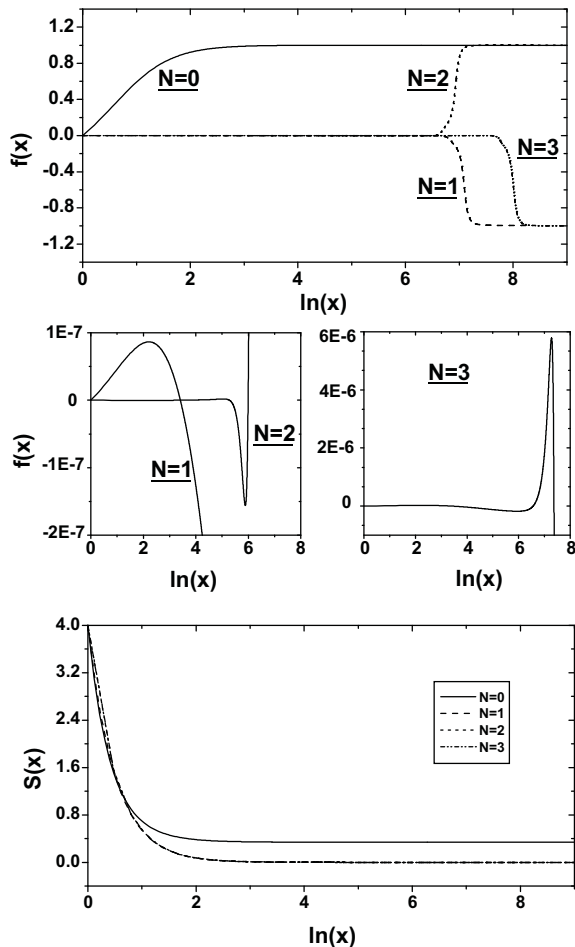 1.2
0.8
0.4
0.0
-0.4
-0.8
-1.2
f(x)
N=0
N=2
N=1
N=3
0 2 4 6 8
ln(x)
1E-7
0
-1E-7
-2E-7
f(x)
N=1
N=2
0 2 4 6 8
ln(x)
6E-6
4E-6
2E-6
0
N=3
0 2 4 6 8
ln(x)
4.0
3.2
2.4
1.6
0.8
0.0
S(x)
N=0
N=1
N=2
N=3
0 2 4 6 8
ln(x)